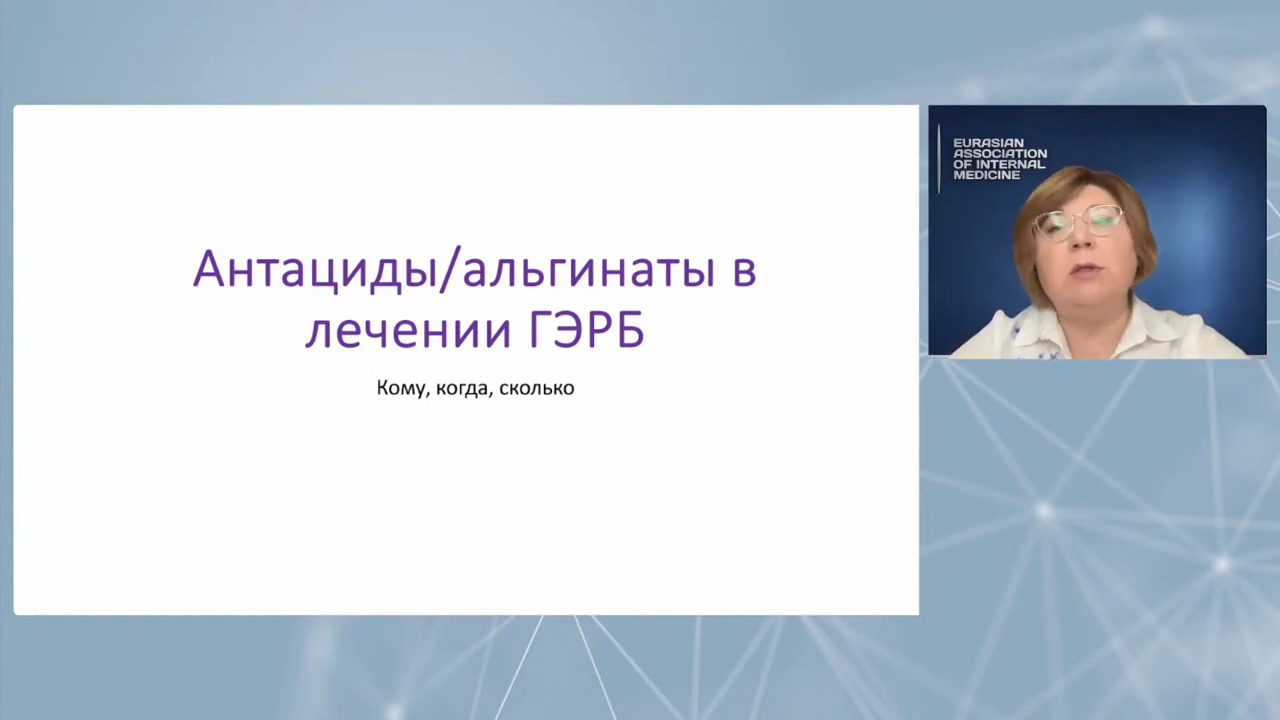 Антациды/альгинаты в
лечении ГЭРБ
Кому, когда, сколько
EURASIAN
ASSOCIATION
OF INTERNAL
MEDICINE